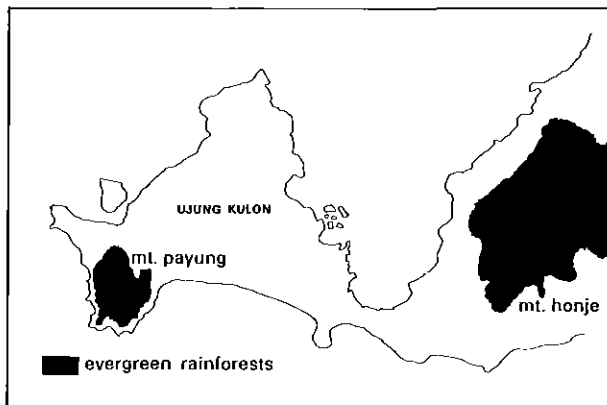 UJUNG KULON
mt. payung
mt. honje
evergreen rainforests